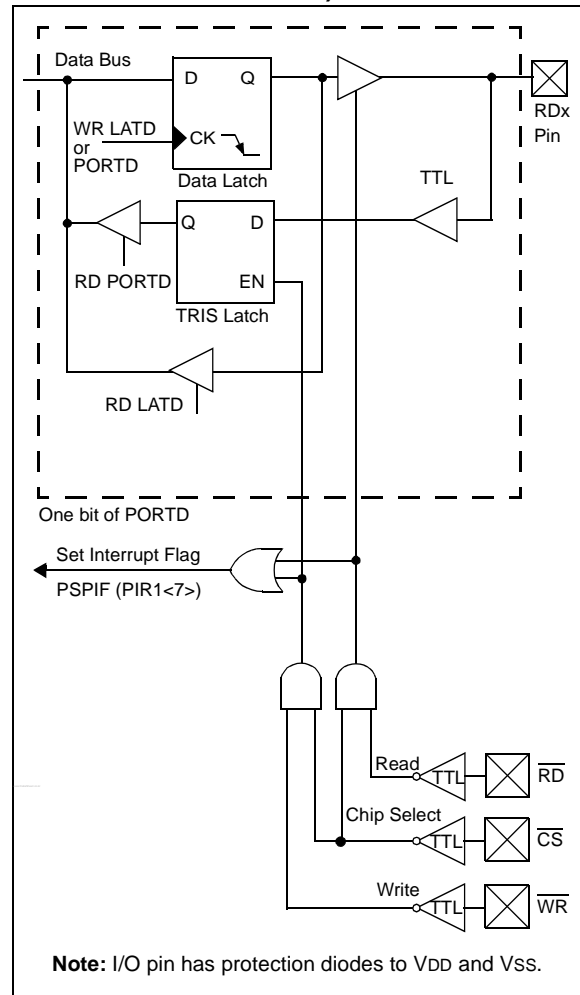 Data Bus
D Q
RDx
Pin
WR LATD
or
PORTD
CK
Data Latch
TTL
Q D
RD PORTD
EN
TRIS Latch
RD LATD
One bit of PORTD
Set Interrupt Flag
PSPIF (PIR1<7>)
Read
TTL
RD
Chip Select
TTL
CS
Write
TTL
WR
Note: I/O pin has protection diodes to VDD and VSS.